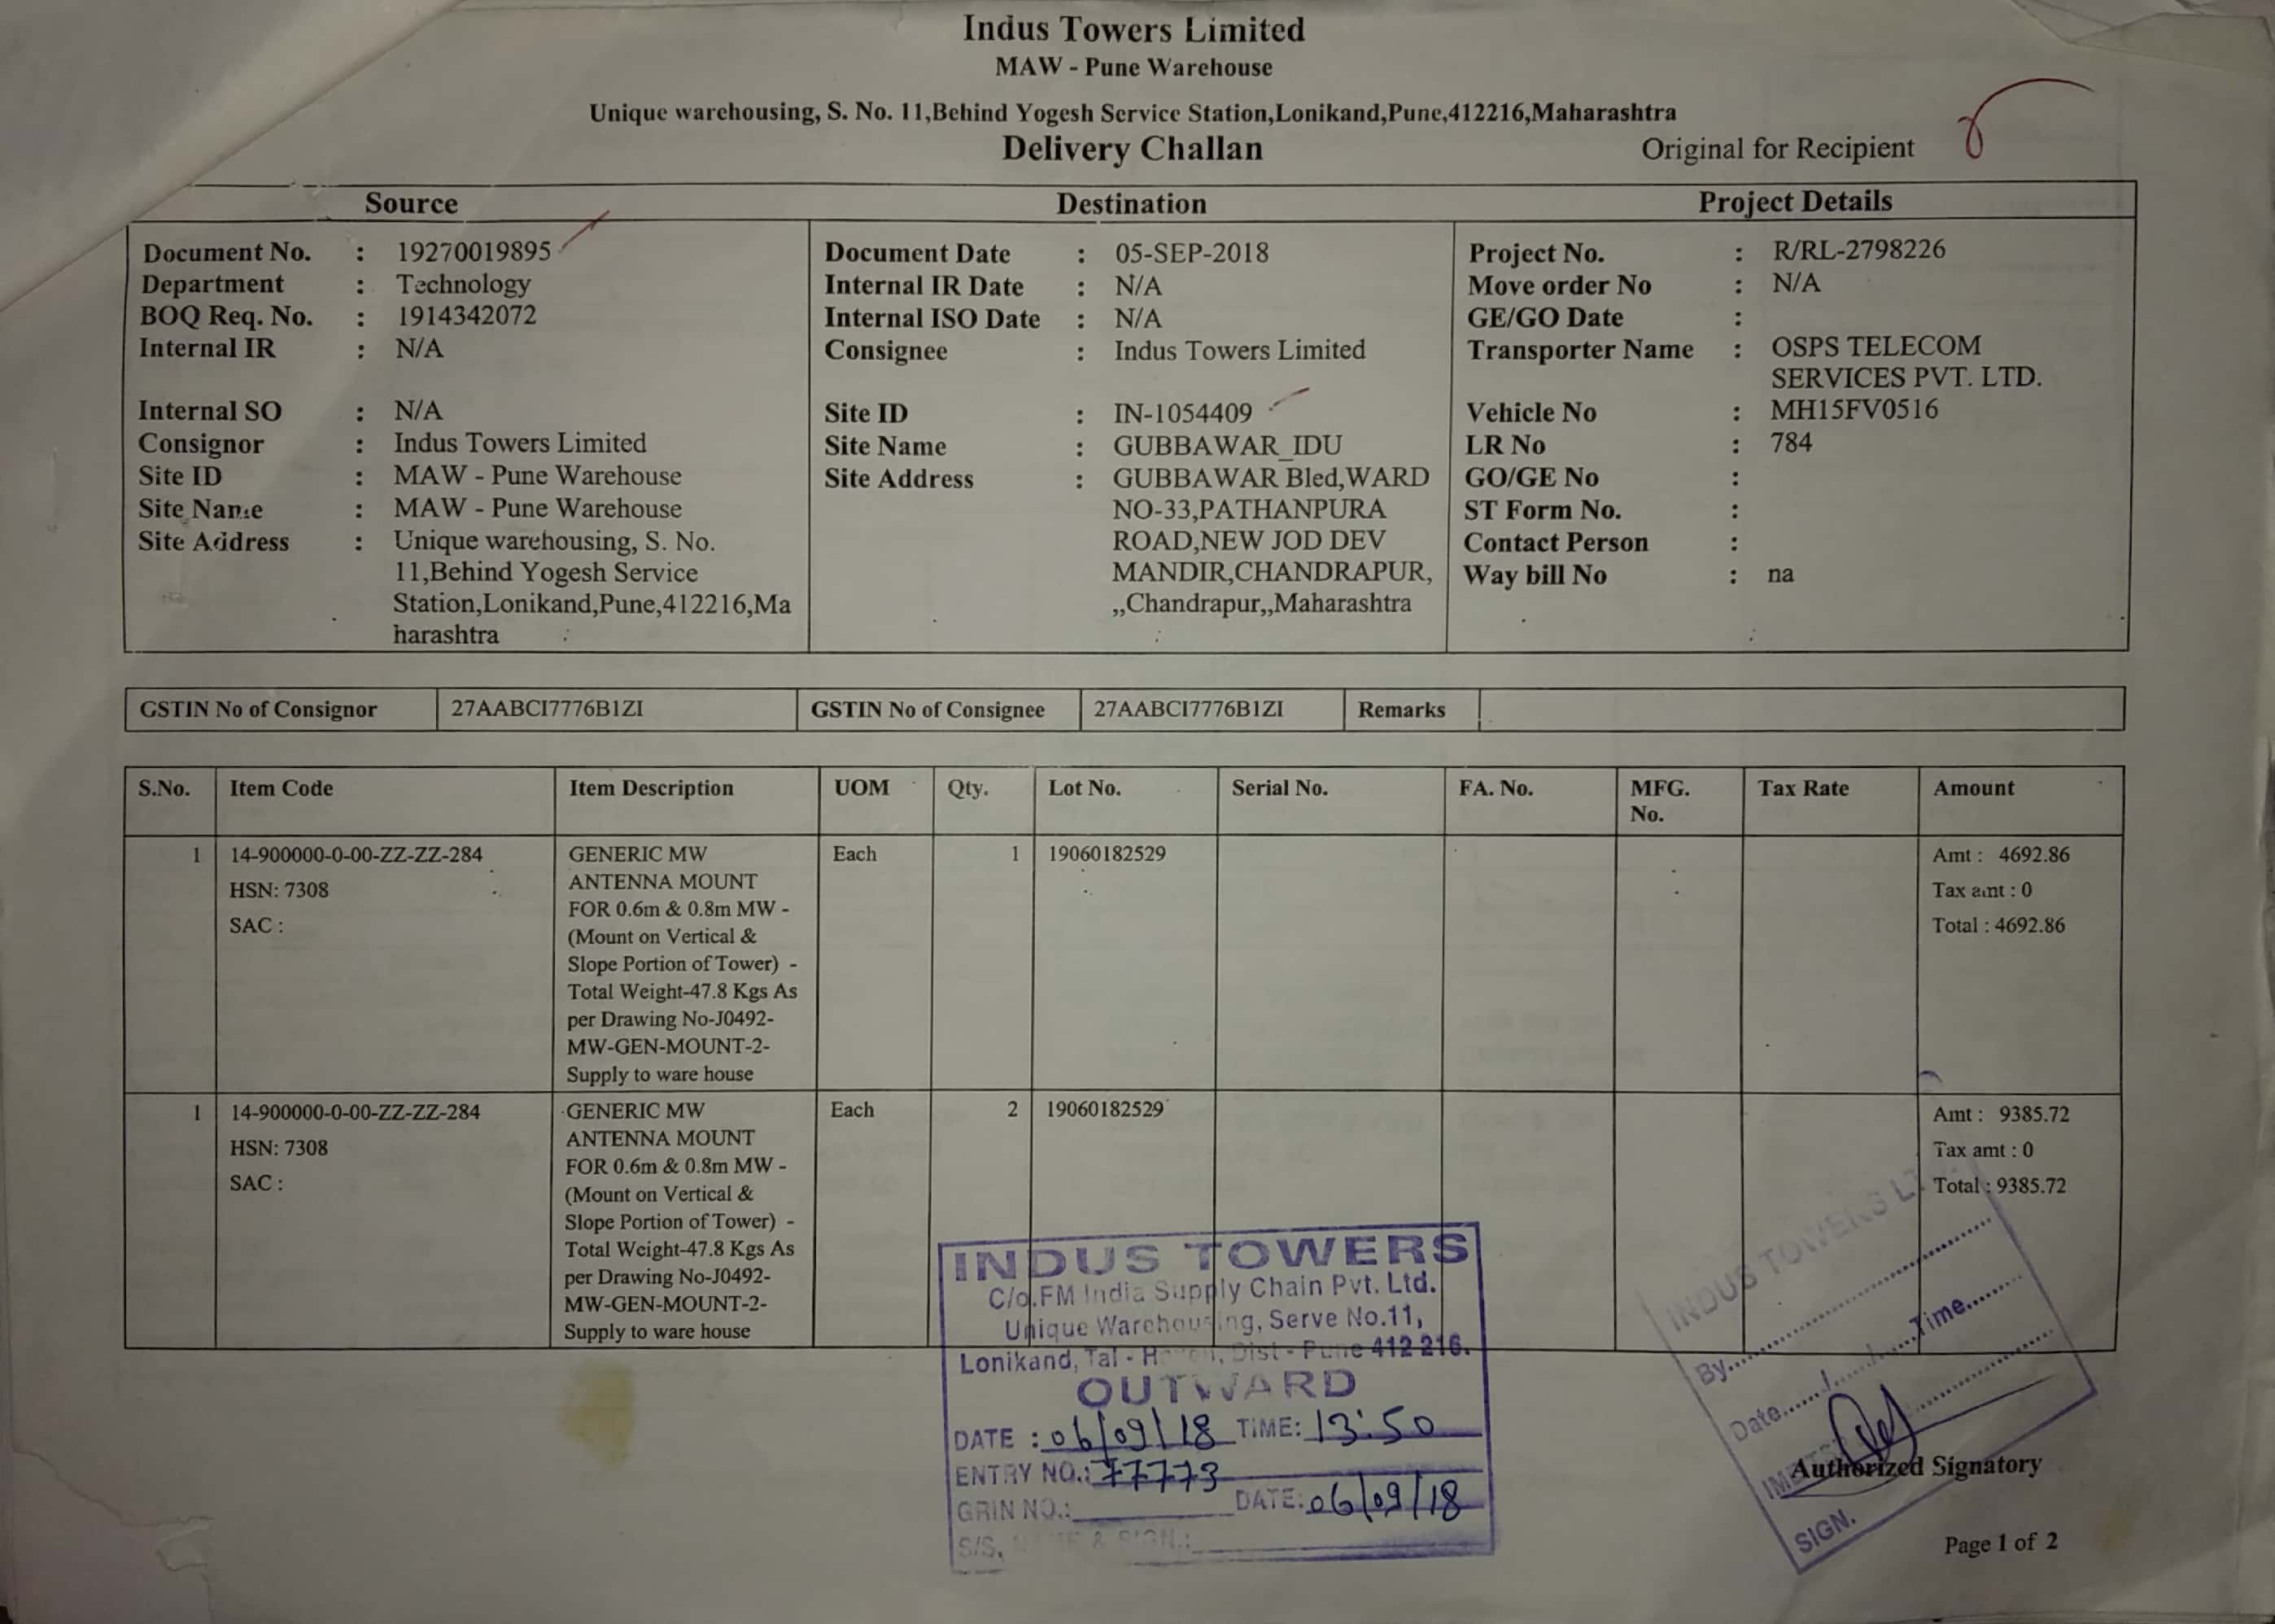 Indus Towers Limited
MAW - Pune Warehouse
Unique warehousing, S. No. 11,Behind Yogesh Service Station,Lonikand,Pune,412216,Maharashtra
Delivery Challan
Original for Recipient
Source
Document No. : 19270019895
Department : Technology
BOQ Req. No. : 1914342072
Internal IR : N/A
Internal SO : N/A
Consignor : Indus Towers Limited
Site ID : MAW - Pune Warehouse
Site Name : MAW - Pune Warehouse
Site Address : Unique warehousing, S. No.
11,Behind Yogesh Service
Station,Lonikand,Pune,412216,Ma
harashtra
Destination
Document Date : 05-SEP-2018
Internal IR Date : N/A
Internal ISO Date : N/A
Consignee : Indus Towers Limited
Site ID : IN-1054409
Site Name : GUBBAWAR_IDU
Site Address : GUBBAWAR Bled,WARD
NO-33,PATHANPURA
ROAD,NEW JOD DEV
MANDIR,CHANDRAPUR,
,,Chandrapur,,Maharashtra
Project Details
Project No. : R/RL-2798226
Move order No : N/A
GE/GO Date :
Transporter Name : OSPS TELECOM
SERVICES PVT. LTD.
Vehicle No : MH15FV0516
LR No : 784
GO/GE No :
ST Form No. :
Contact Person :
Way bill No : na
GSTIN No of Consignor 27AABCI7776B1ZI GSTIN No of Consignee 27AABCI7776B1ZI Remarks
S.No. Item Code Item Description UOM Qty. Lot No. Serial No. FA. No. MFG. No. Tax Rate Amount
1 14-900000-0-00-ZZ-ZZ-284
HSN: 7308
SAC :
GENERIC MW
ANTENNA MOUNT
FOR 0.6m & 0.8m MW -
(Mount on Vertical &
Slope Portion of Tower) -
Total Weight-47.8 Kgs As
per Drawing No-J0492-
MW-GEN-MOUNT-2-
Supply to ware house
Each 1 19060182529
Amt : 4692.86
Tax amt : 0
Total : 4692.86
1 14-900000-0-00-ZZ-ZZ-284
HSN: 7308
SAC :
GENERIC MW
ANTENNA MOUNT
FOR 0.6m & 0.8m MW -
(Mount on Vertical &
Slope Portion of Tower) -
Total Weight-47.8 Kgs As
per Drawing No-J0492-
MW-GEN-MOUNT-2-
Supply to ware house
Each 2 19060182529
Amt : 9385.72
Tax amt : 0
Total : 9385.72
INDUS TOWERS
C/o.FM India Supply Chain Pvt. Ltd.
Unique Warehousing, Serve No.11,
Lonikand, Tal - Dist - Pune 412 216.
OUTWARD
DATE : 06/09/18 TIME: 13:50
ENTRY NO.: 77773
GRIN NO.: DATE: 06/09/18
S/S. & SIGN.:
INDUS TOWERS
By
Date / / Time
SIGN.
Authorized Signatory
Page 1 of 2